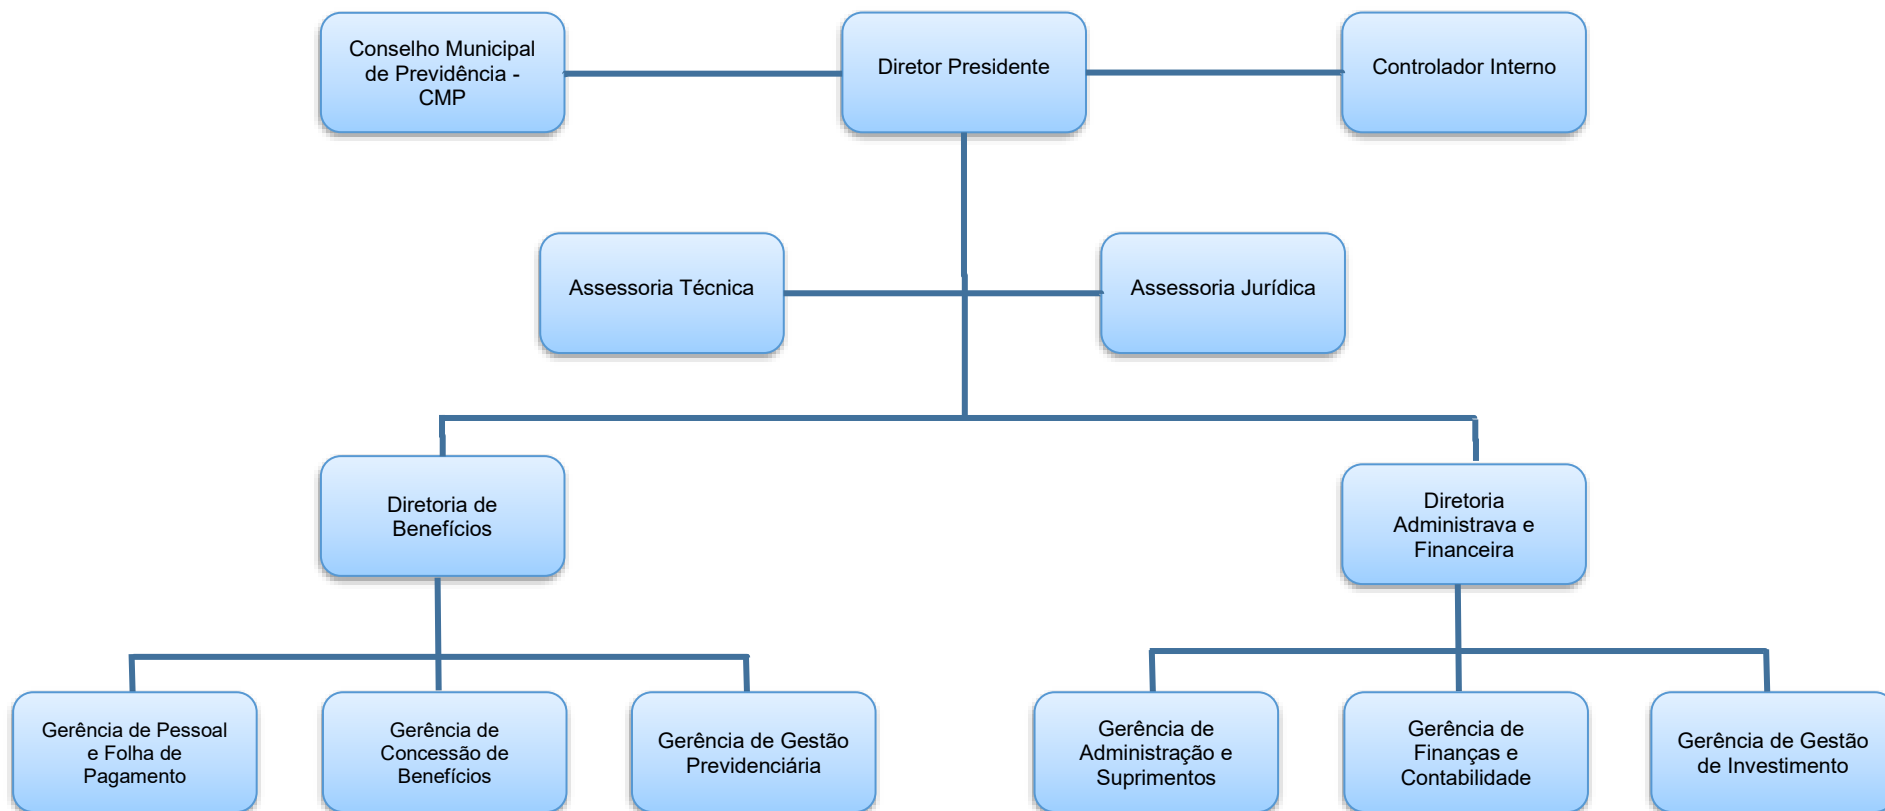 Conselho Municipal
de Previdência -
CMP
Diretor Presidente
Controlador Interno
Assessoria Técnica
Assessoria Jurídica
Diretoria de
Benefícios
Diretoria
Administrava e
Financeira
Gerência de Pessoal
e Folha de
Pagamento
Gerência de
Concessão de
Benefícios
Gerência de Gestão
Previdenciária
Gerência de
Administração e
Suprimentos
Gerência de
Finanças e
Contabilidade
Gerência de Gestão
de Investimento